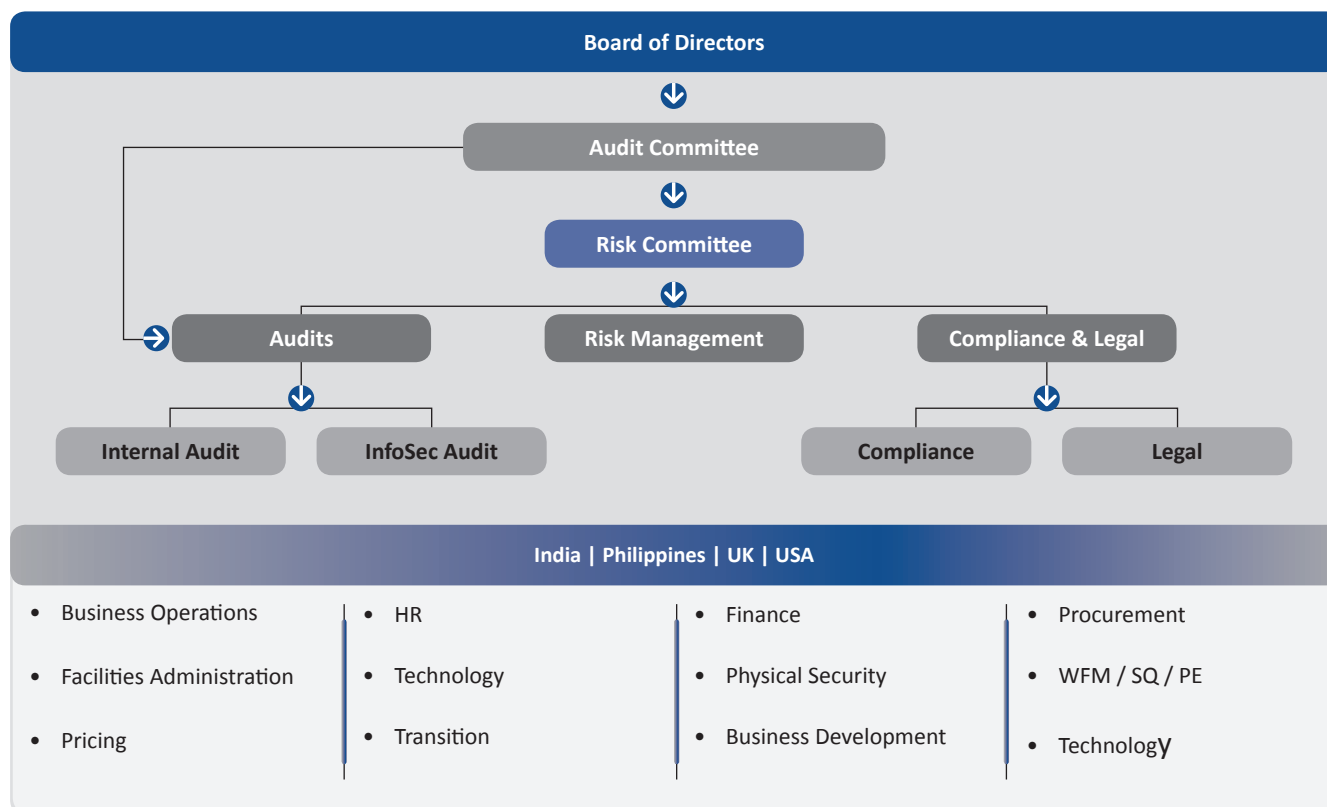 Board of Directors
Audit Committee
Risk Committee
Audits
Risk Management
Compliance & Legal
Internal Audit
InfoSec Audit
Compliance
Legal
India | Philippines | UK | USA
• Business Operations
• Facilities Administration
• Pricing
• HR
• Technology
• Transition
• Finance
• Physical Security
• Business Development
• Procurement
• WFM / SQ / PE
• Technology